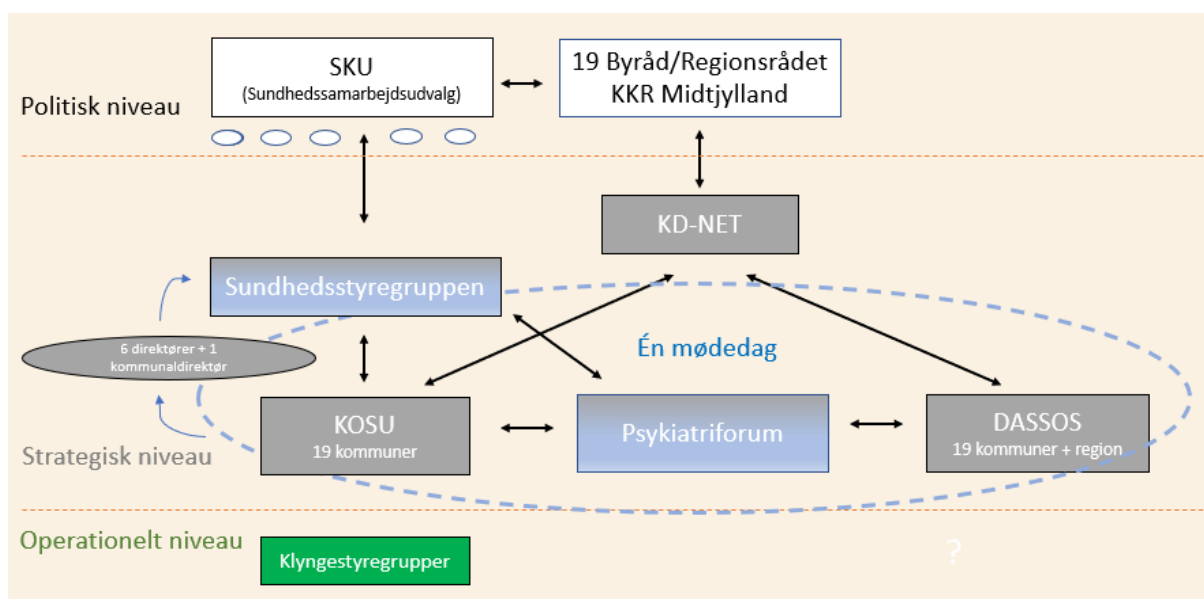 SKU
(Sundhedssamarbejdsudvalg)
19 Byråd/Regionsrådet
KKR Midtjylland
Politisk niveau
KD-NET
Sundhedsstyregruppen
6 direktører + 1
kommunaldirektør
Én mødedag
KOSU
19 kommuner
Psykiatriforum
DASSOS
19 kommuner + region
Strategisk niveau
Operationelt niveau
Klyngestyregrupper
?